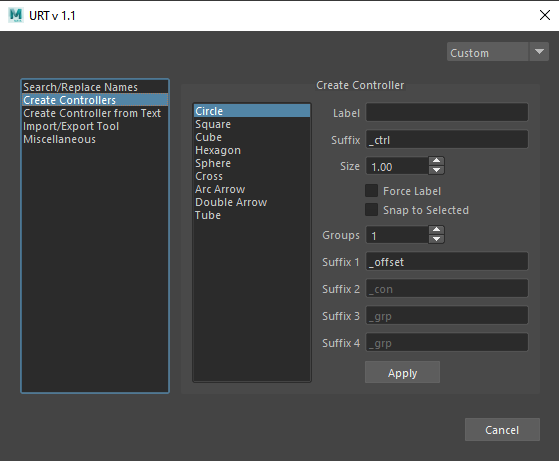 URT v 1.1
Custom
Search/Replace Names
Create Controllers
Create Controller from Text
Import/Export Tool
Miscellaneous
Create Controller
Circle
Square
Cube
Hexagon
Sphere
Cross
Arc Arrow
Double Arrow
Tube
Label
Suffix _ctrl
Size 1.00
Force Label
Snap to Selected
Groups 1
Suffix 1 _offset
Suffix 2 _con
Suffix 3 _grp
Suffix 4 _grp
Apply
Cancel